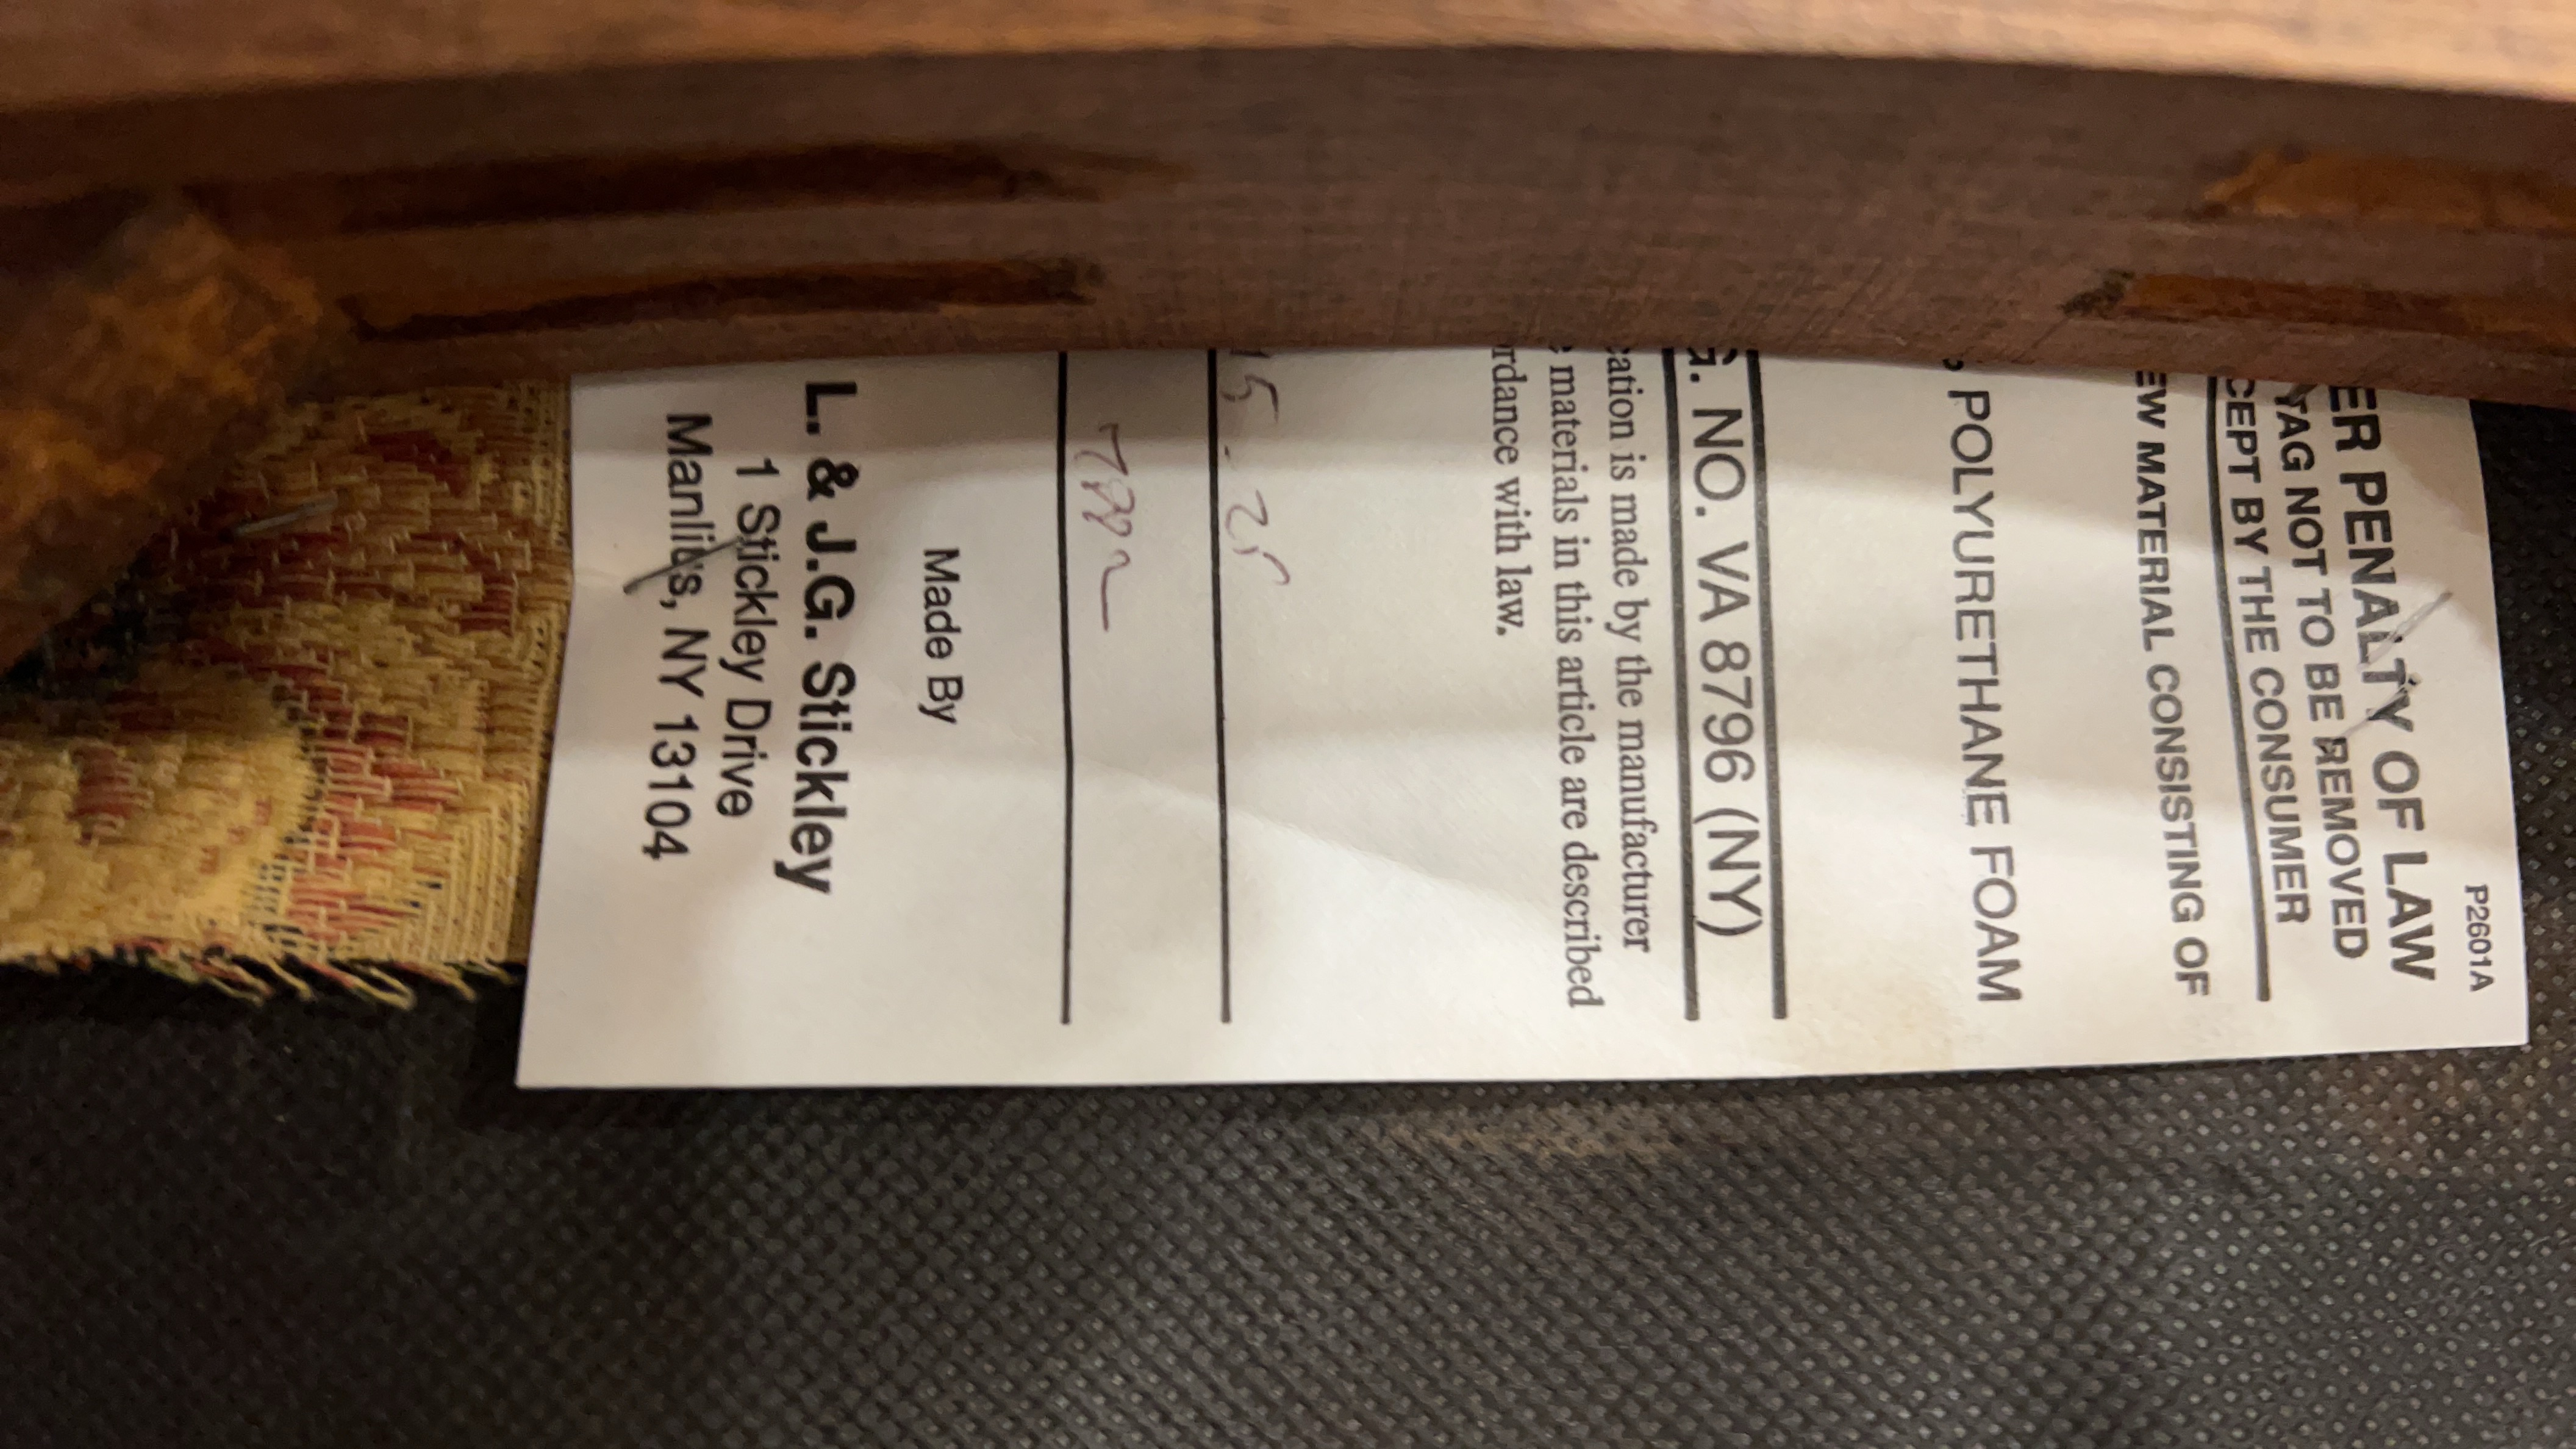 P2601A
ER PENALTY OF LAW
TAG NOT TO BE REMOVED
CEPT BY THE CONSUMER
EW MATERIAL CONSISTING OF
POLYURETHANE FOAM
G. NO. VA 8796 (NY)
cation is made by the manufacturer
materials in this article are described
rdance with law.
Made By
L. & J.G. Stickley
1 Stickley Drive
Manlius, NY 13104